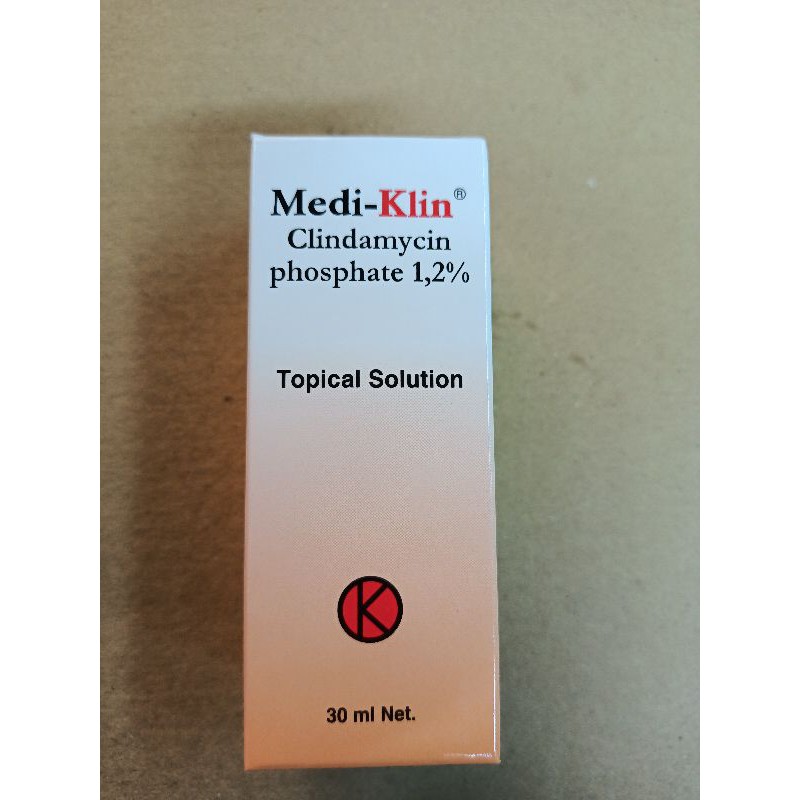 Medi-Klin®
Clindamycin
phosphate 1,2%
Topical Solution
K
30 ml Net.